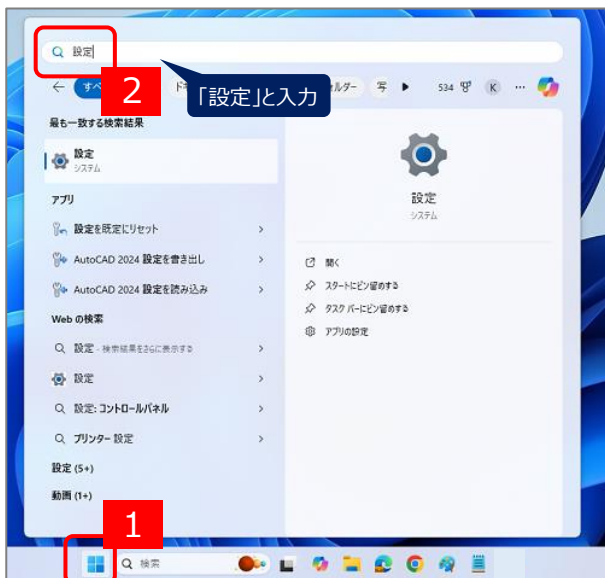 設定
2
「設定」と入力
すべ
ド
ルダー 写
534
K
最も一致する検索結果
設定
システム
設定
システム
アプリ
設定を既定にリセット
AutoCAD 2024 設定を書き出し
AutoCAD 2024 設定を読み込み
Web の検索
設定 - 検索結果をさらに表示する
設定
設定: コントロールパネル
プリンター 設定
設定 (5+)
動画 (1+)
開く
スタートにピン留めする
タスク バーにピン留めする
アプリの設定
1
検索